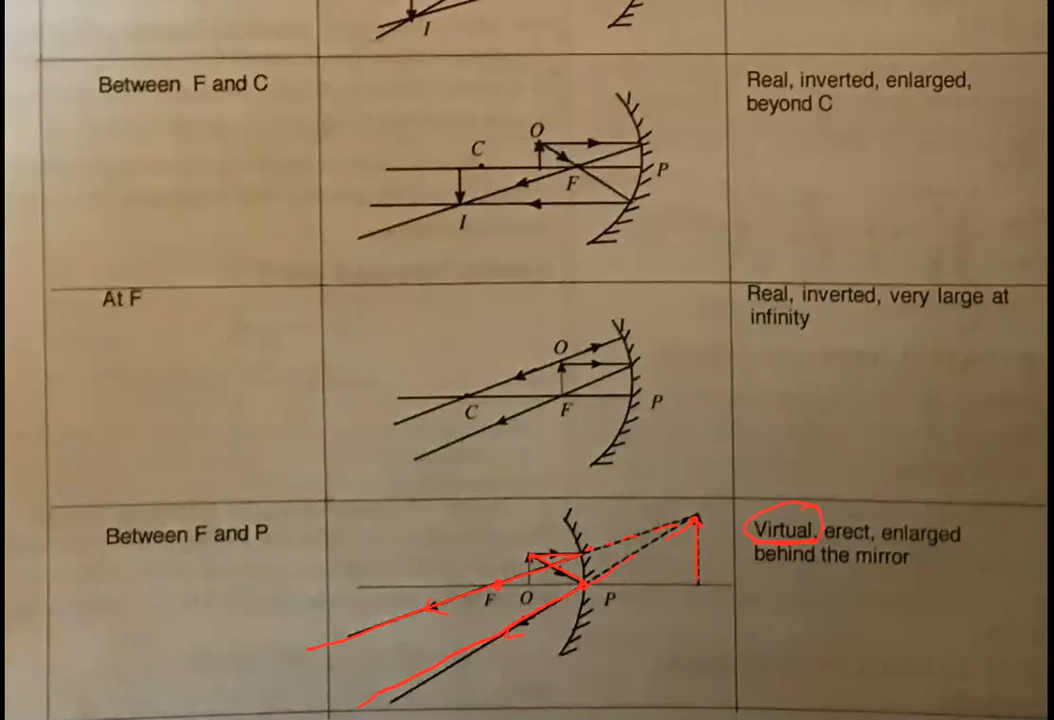 I
Between F and C
Real, inverted, enlarged,
beyond C
O
C
F
P
I
At F
Real, inverted, very large at
infinity
O
C
F
P
Between F and P
Virtual, erect, enlarged
behind the mirror
F
O
P